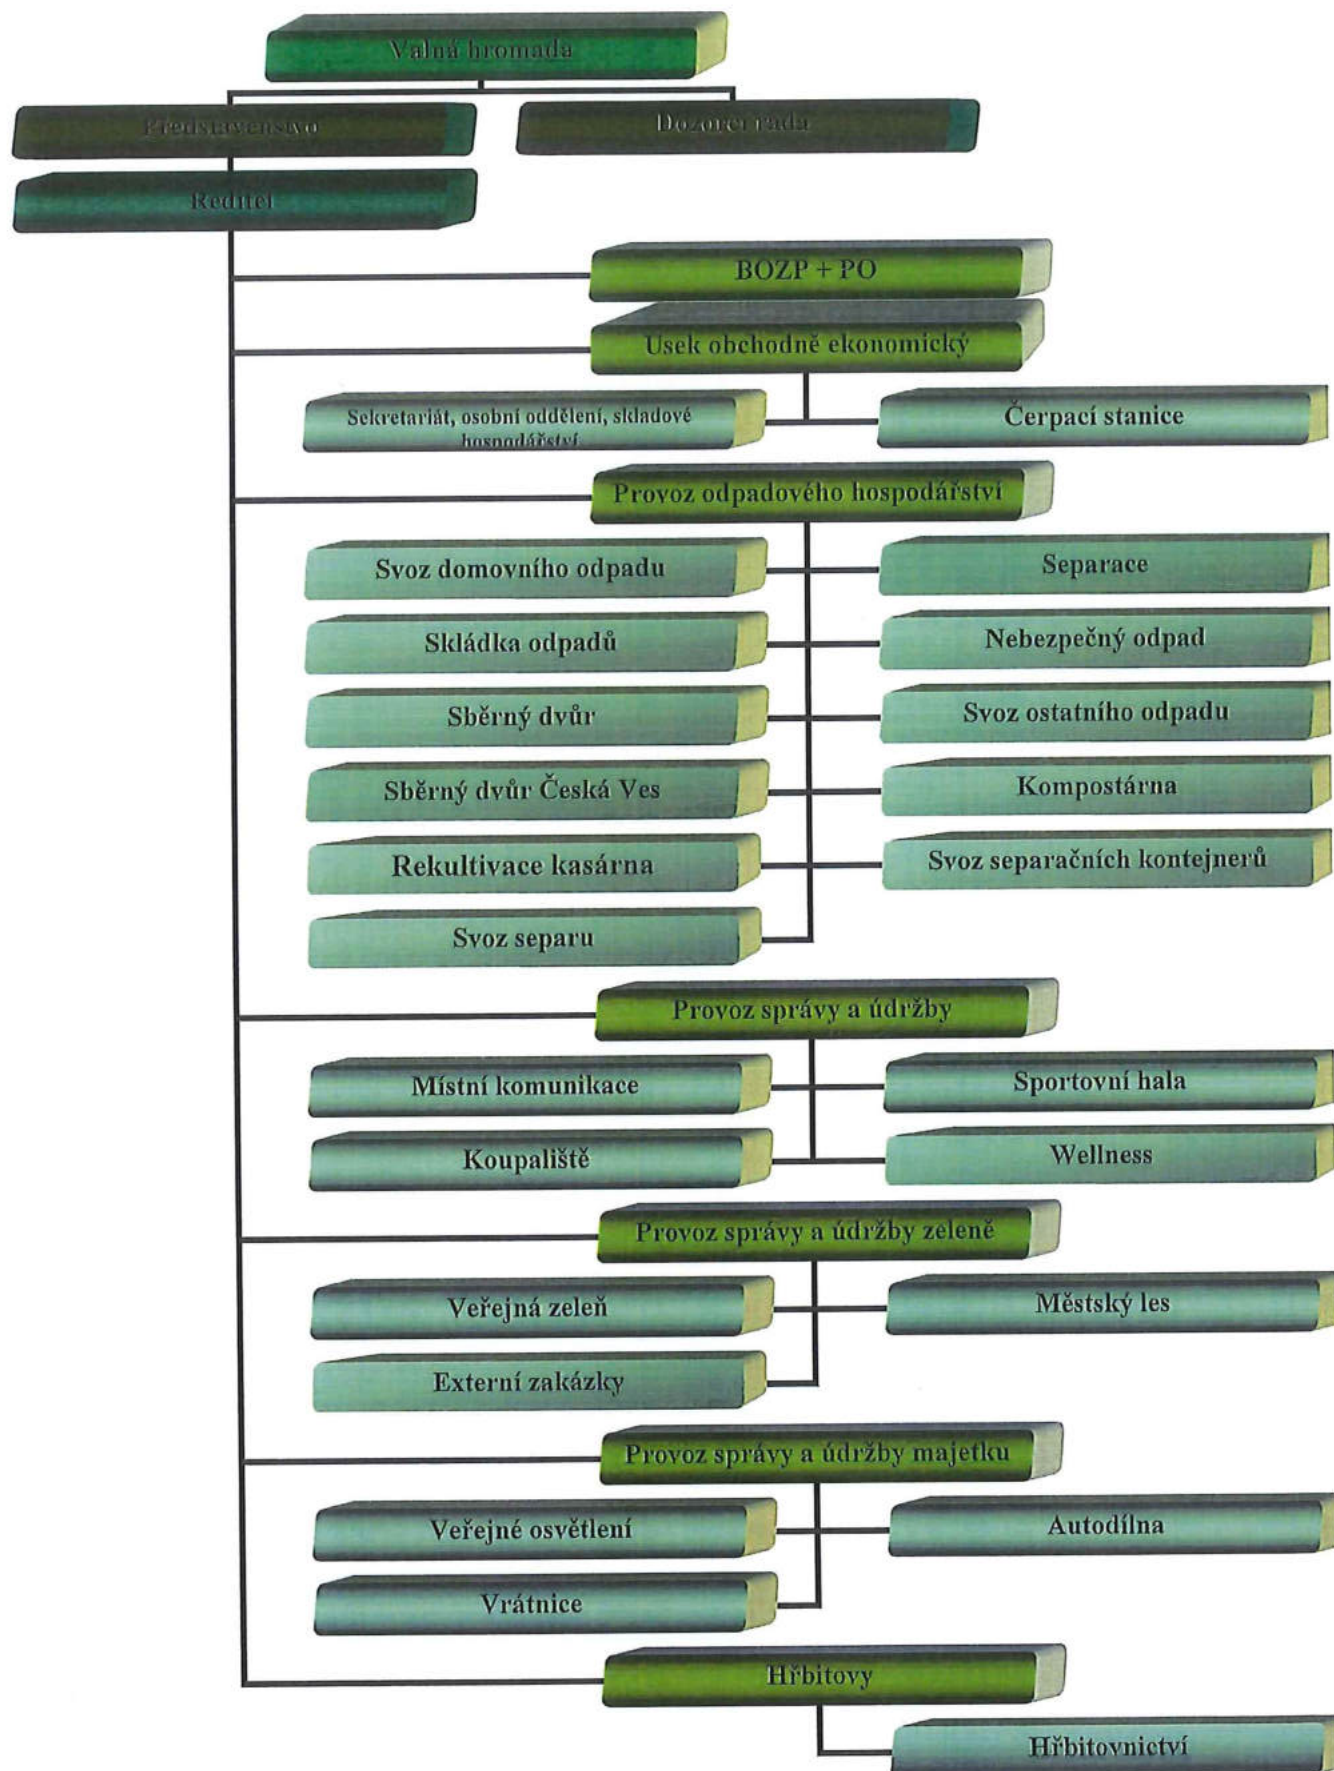 Valná hromada
Představenstvo
Dozorčí rada
Ředitel
BOZP + PO
Usek obchodně ekonomický
Sekretariát, osobní oddělení, skladové
hospodářství
Čerpací stanice
Provoz odpadového hospodářství
Svoz domovního odpadu
Separace
Skládka odpadů
Nebezpečný odpad
Sběrný dvůr
Svoz ostatního odpadu
Sběrný dvůr Česká Ves
Kompostárna
Rekultivace kasárna
Svoz separačních kontejnerů
Svoz separu
Provoz správy a údržby
Místní komunikace
Sportovní hala
Koupaliště
Wellness
Provoz správy a údržby zeleně
Veřejná zeleň
Městský les
Externí zakázky
Provoz správy a údržby majetku
Veřejné osvětlení
Autodílna
Vrátnice
Hřbitovy
Hřbitovnictví